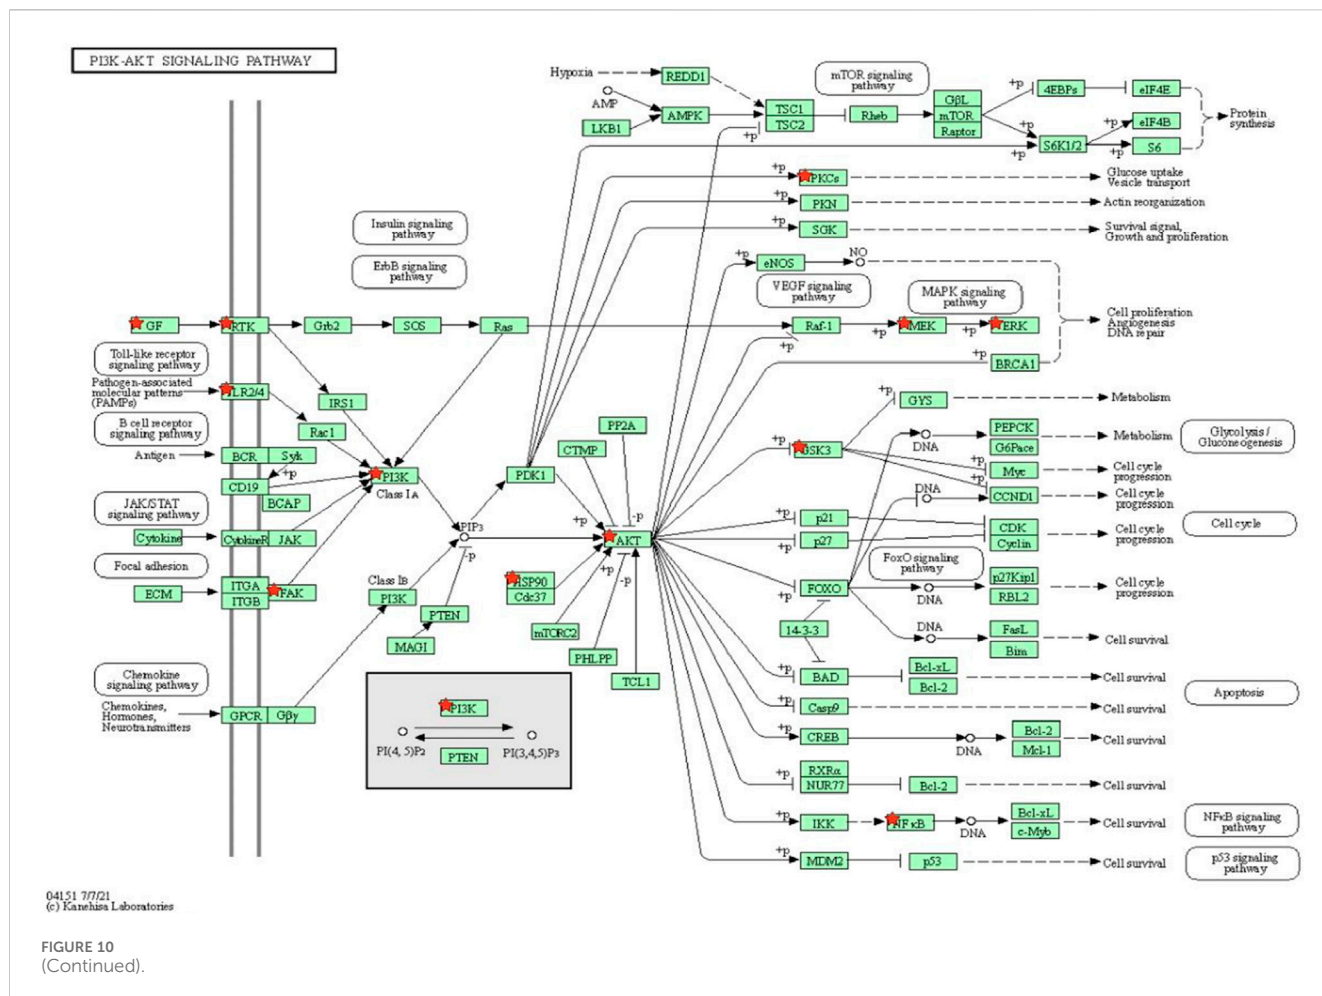 PI3K-AKT SIGNALING PATHWAY
Hypoxia
REDD1
AMP
LKB1
AMPK
+p
TSC1
TSC2
Rheb
mTOR signaling
pathway
GβL
mTOR
Raptor
+p
4EBPs
eIF4E
+p
S6K1/2
+p
+p
eIF4B
+p
S6
Protein
synthesis
+p
PKCs
Glucose uptake
Vesicle transport
+p
PKN
Actin reorganization
+p
SGK
Survival signal,
Growth and proliferation
Insulin signaling
pathway
ErbB signaling
pathway
+p
eNOS
NO
VEGF signaling
pathway
MAPK signaling
pathway
GF
RTK
Grb2
SOS
Ras
Raf-1
+p
+p
MEK
+p
ERK
Cell proliferation
Angiogenesis
DNA repair
+p
BRCA1
Toll-like receptor
signaling pathway
Pathogen-associated
molecular patterns
(PAMPs)
TLR2/4
IRS1
Rac1
B cell receptor
signaling pathway
Antigen
BCR
Syk
+p
CD19
BCAP
PI3K
Class IA
JAK/STAT
signaling pathway
Cytokine
CytokineR
JAK
Focal adhesion
ECM
ITGA
ITGB
FAK
PDK1
CTMP
PP2A
PIP3
-p
+p
-p
AKT
+p
-p
HSP90
Cdc37
mTORC2
PHLPP
TCL1
Class IB
PI3K
PTEN
MAGI
Chemokine
signaling pathway
Chemokines,
Hormones,
Neurotransmitters
GPCR
Gβγ
PI3K
PI(4, 5)P2
PI(3,4,5)P3
PTEN
+p
GSK3
+p
GYS
Metabolism
DNA
PEPCK
G6Pace
Metabolism
Glycolysis /
Gluconeogenesis
+p
Myc
Cell cycle
progression
DNA
+p
CCND1
Cell cycle
progression
+p
p21
+p
p27
CDK
Cyclin
Cell cycle
progression
Cell cycle
FoxO signaling
pathway
+p
FOXO
DNA
p27Kip1
RBL2
Cell cycle
progression
14-3-3
DNA
FasL
Bim
Cell survival
+p
BAD
Bcl-xL
Bcl-2
Cell survival
Apoptosis
+p
Casp9
Cell survival
+p
CREB
DNA
Bcl-2
Mcl-1
Cell survival
+p
RXRα
NUR77
Bcl-2
Cell survival
+p
IKK
NFκB
DNA
Bcl-xL
c-Myb
Cell survival
NFκB signaling
pathway
+p
MDM2
p53
Cell survival
p53 signaling
pathway
04151 7/7/21
(c) Kanehisa Laboratories
FIGURE 10
(Continued).